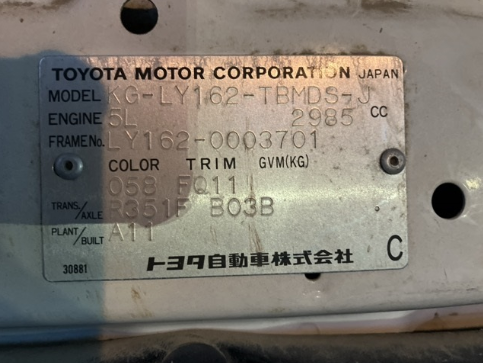 TOYOTA MOTOR CORPORATION JAPAN
MODEL KG-LY162-TBMDS-J
ENGINE 5L 2985 CC
FRAME No. LY162-0003701
COLOR TRIM GVM(KG)
058 FQ11
TRANS./AXLE R351F B03B
PLANT/BUILT A11
30881 トヨタ自動車株式会社 C